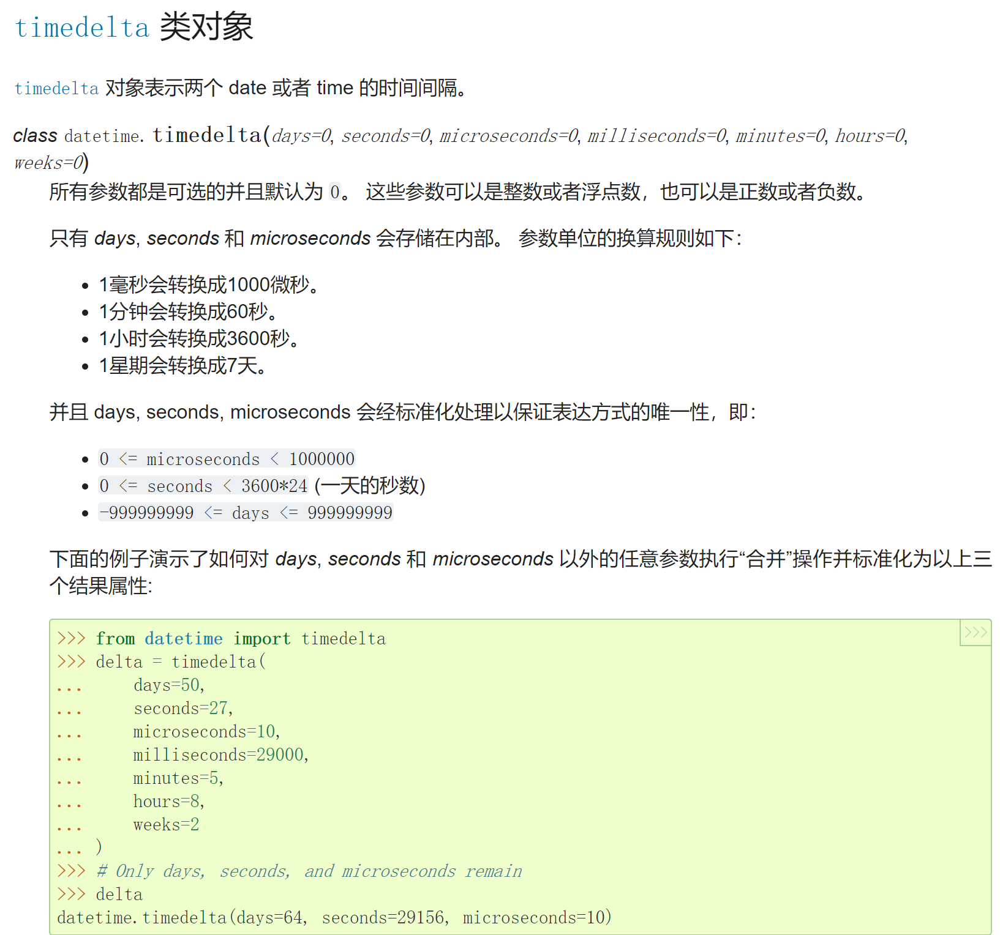 timedelta 类对象
timedelta 对象表示两个 date 或者 time 的时间间隔。
class datetime.timedelta(days=0, seconds=0, microseconds=0, milliseconds=0, minutes=0, hours=0,
weeks=0)
所有参数都是可选的并且默认为 0。 这些参数可以是整数或者浮点数，也可以是正数或者负数。
只有 days, seconds 和 microseconds 会存储在内部。 参数单位的换算规则如下：
• 1毫秒会转换成1000微秒。
• 1分钟会转换成60秒。
• 1小时会转换成3600秒。
• 1星期会转换成7天。
并且 days, seconds, microseconds 会经标准化处理以保证表达方式的唯一性，即：
• 0 <= microseconds < 1000000
• 0 <= seconds < 3600*24 (一天的秒数)
• -999999999 <= days <= 999999999
下面的例子演示了如何对 days, seconds 和 microseconds 以外的任意参数执行“合并”操作并标准化为以上三
个结果属性:
>>>
>>> from datetime import timedelta
>>> delta = timedelta(
...     days=50,
...     seconds=27,
...     microseconds=10,
...     milliseconds=29000,
...     minutes=5,
...     hours=8,
...     weeks=2
... )
>>> # Only days, seconds, and microseconds remain
>>> delta
datetime.timedelta(days=64, seconds=29156, microseconds=10)